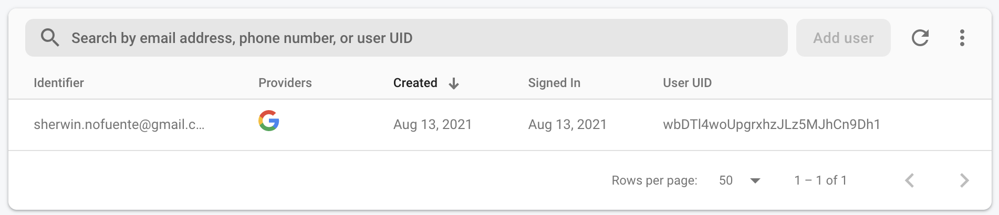 Search by email address, phone number, or user UID Add user
Identifier Providers Created Signed In User UID
sherwin.nofuente@gmail.c... Aug 13, 2021 Aug 13, 2021 wbDTl4woUpgrxhzJLz5MJhCn9Dh1
Rows per page: 50 1 – 1 of 1